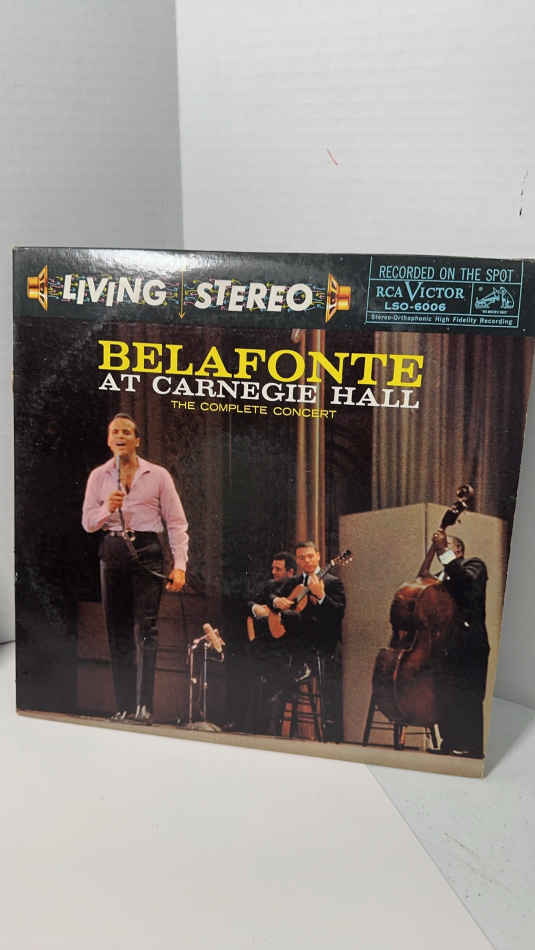 LIVING STEREO
RECORDED ON THE SPOT
RCA VICTOR
LSO-6006
Stereo-Orthophonic High Fidelity Recording
BELAFONTE
AT CARNEGIE HALL
THE COMPLETE CONCERT